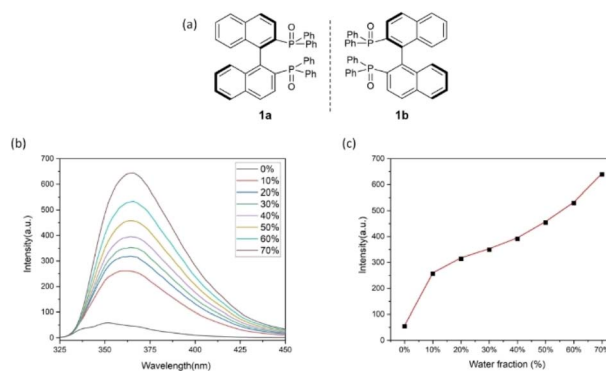 (a)
O
P
Ph
Ph
Ph
P
Ph
O
1a
O
Ph
P
Ph
Ph
Ph
P
O
1b
(b)
700
600
500
400
300
200
100
0
Intensity(a.u.)
325
350
375
400
425
450
Wavelength(nm)
0%
10%
20%
30%
40%
50%
60%
70%
(c)
700
600
500
400
300
200
100
0
Intensity(a.u.)
0%
10%
20%
30%
40%
50%
60%
70%
Water fraction (%)